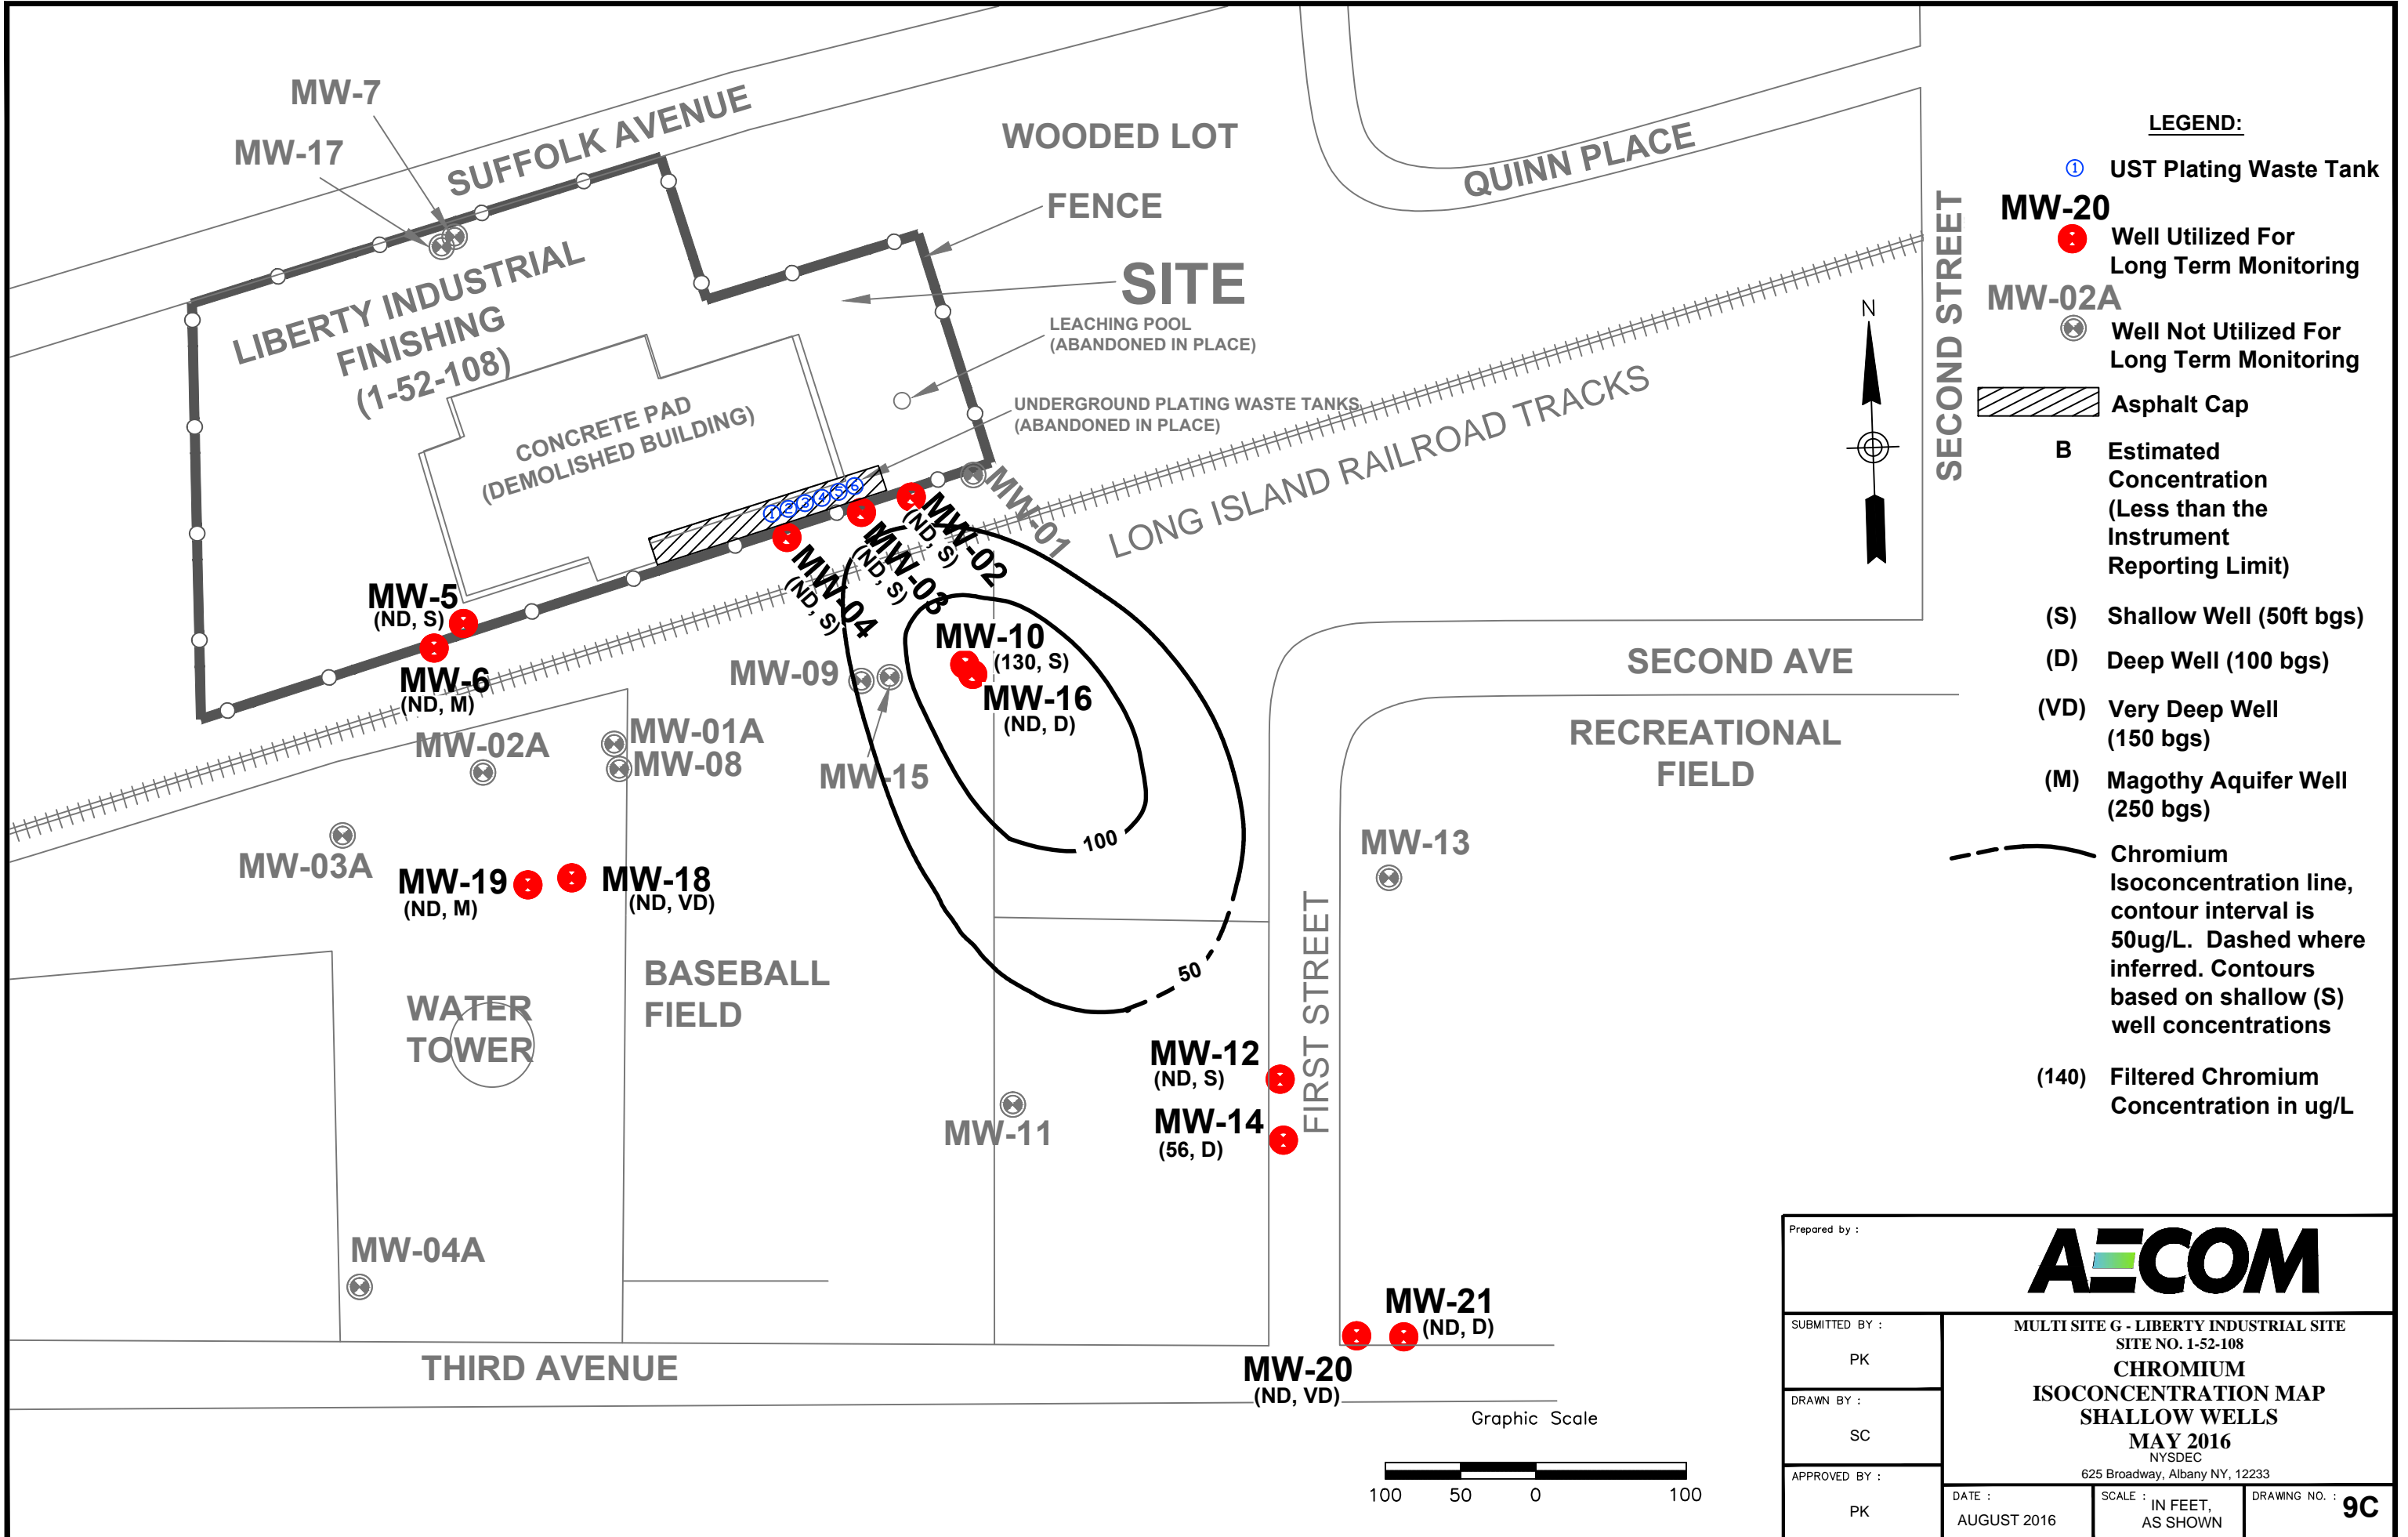 MW-7
MW-17
SUFFOLK AVENUE
WOODED LOT
QUINN PLACE
FENCE
SITE
LIBERTY INDUSTRIAL
FINISHING
(1-52-108)
LEACHING POOL
(ABANDONED IN PLACE)
UNDERGROUND PLATING WASTE TANKS
(ABANDONED IN PLACE)
CONCRETE PAD
(DEMOLISHED BUILDING)
1 2 3 4 5 6
LONG ISLAND RAILROAD TRACKS
SECOND STREET
N
MW-01
MW-02
(ND, S)
MW-03
(ND, S)
MW-04
(ND, S)
MW-5
(ND, S)
MW-6
(ND, M)
MW-10
(130, S)
MW-16
(ND, D)
MW-09
MW-15
MW-01A
MW-08
MW-02A
MW-03A
MW-19
(ND, M)
MW-18
(ND, VD)
100
50
SECOND AVE
RECREATIONAL
FIELD
MW-13
BASEBALL
FIELD
WATER
TOWER
FIRST STREET
MW-12
(ND, S)
MW-14
(56, D)
MW-11
MW-04A
MW-21
(ND, D)
MW-20
(ND, VD)
THIRD AVENUE
Graphic Scale
100 50 0 100
LEGEND:
1 UST Plating Waste Tank
MW-20
Well Utilized For
Long Term Monitoring
MW-02A
Well Not Utilized For
Long Term Monitoring
Asphalt Cap
B Estimated
Concentration
(Less than the
Instrument
Reporting Limit)
(S) Shallow Well (50ft bgs)
(D) Deep Well (100 bgs)
(VD) Very Deep Well
(150 bgs)
(M) Magothy Aquifer Well
(250 bgs)
Chromium
Isoconcentration line,
contour interval is
50ug/L. Dashed where
inferred. Contours
based on shallow (S)
well concentrations
(140) Filtered Chromium
Concentration in ug/L
Prepared by :
AECOM
SUBMITTED BY :
PK
DRAWN BY :
SC
APPROVED BY :
PK
MULTI SITE G - LIBERTY INDUSTRIAL SITE
SITE NO. 1-52-108
CHROMIUM
ISOCONCENTRATION MAP
SHALLOW WELLS
MAY 2016
NYSDEC
625 Broadway, Albany NY, 12233
DATE :
AUGUST 2016
SCALE : IN FEET,
AS SHOWN
DRAWING NO. : 9C